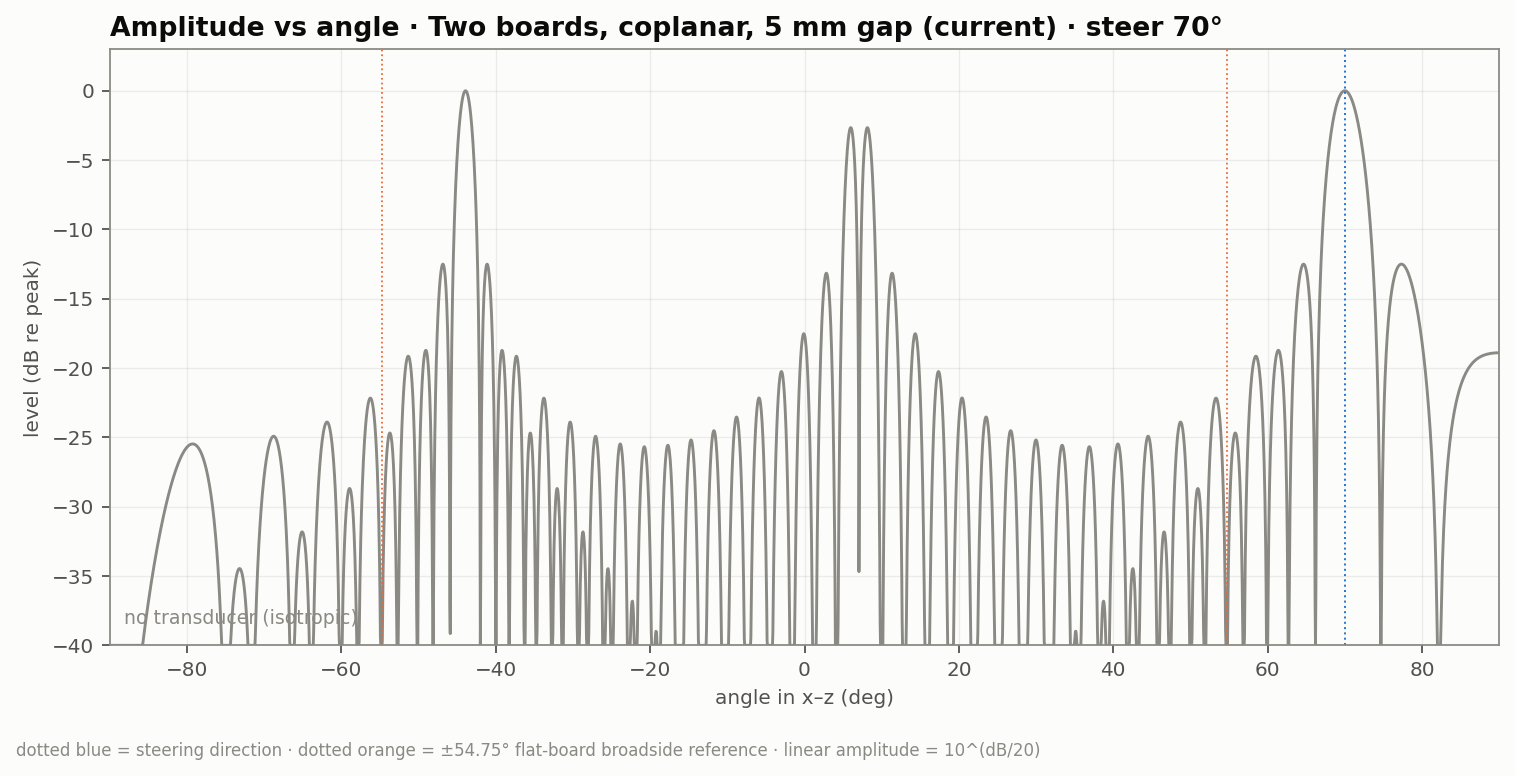 Amplitude vs angle · Two boards, coplanar, 5 mm gap (current) · steer 70°
0
−5
−10
−15
−20
−25
−30
−35
−40
level (dB re peak)
no transducer (isotropic)
−80 −60 −40 −20 0 20 40 60 80
angle in x–z (deg)
dotted blue = steering direction · dotted orange = ±54.75° flat-board broadside reference · linear amplitude = 10^(dB/20)